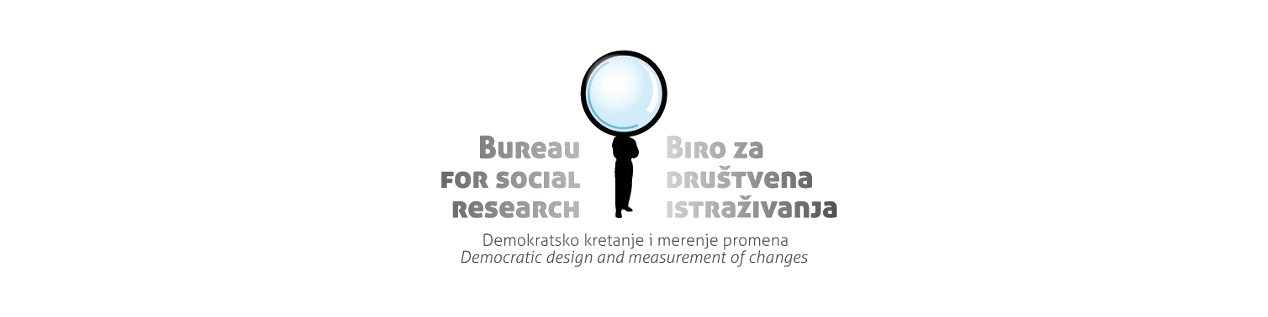 Bureau
for social
research
Biro za
društvena
istraživanja
Demokratsko kretanje i merenje promena
Democratic design and measurement of changes